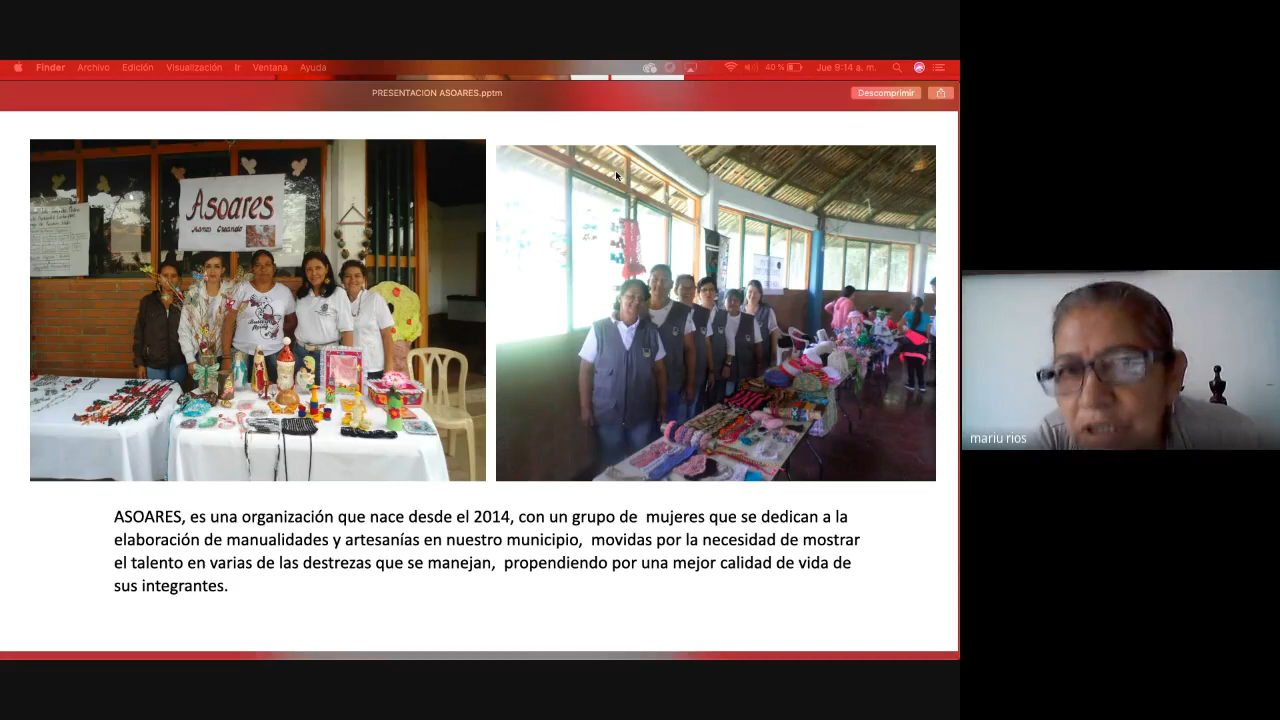 Finder Archivo Edición Visualización Ir Ventana Ayuda 40 % Jue 9:14 a. m.
PRESENTACION ASOARES.pptm Descomprimir
Asoares
Manos Creando
ASOARES, es una organización que nace desde el 2014, con un grupo de mujeres que se dedican a la
elaboración de manualidades y artesanías en nuestro municipio, movidas por la necesidad de mostrar
el talento en varias de las destrezas que se manejan, propendiendo por una mejor calidad de vida de
sus integrantes.
mariu rios